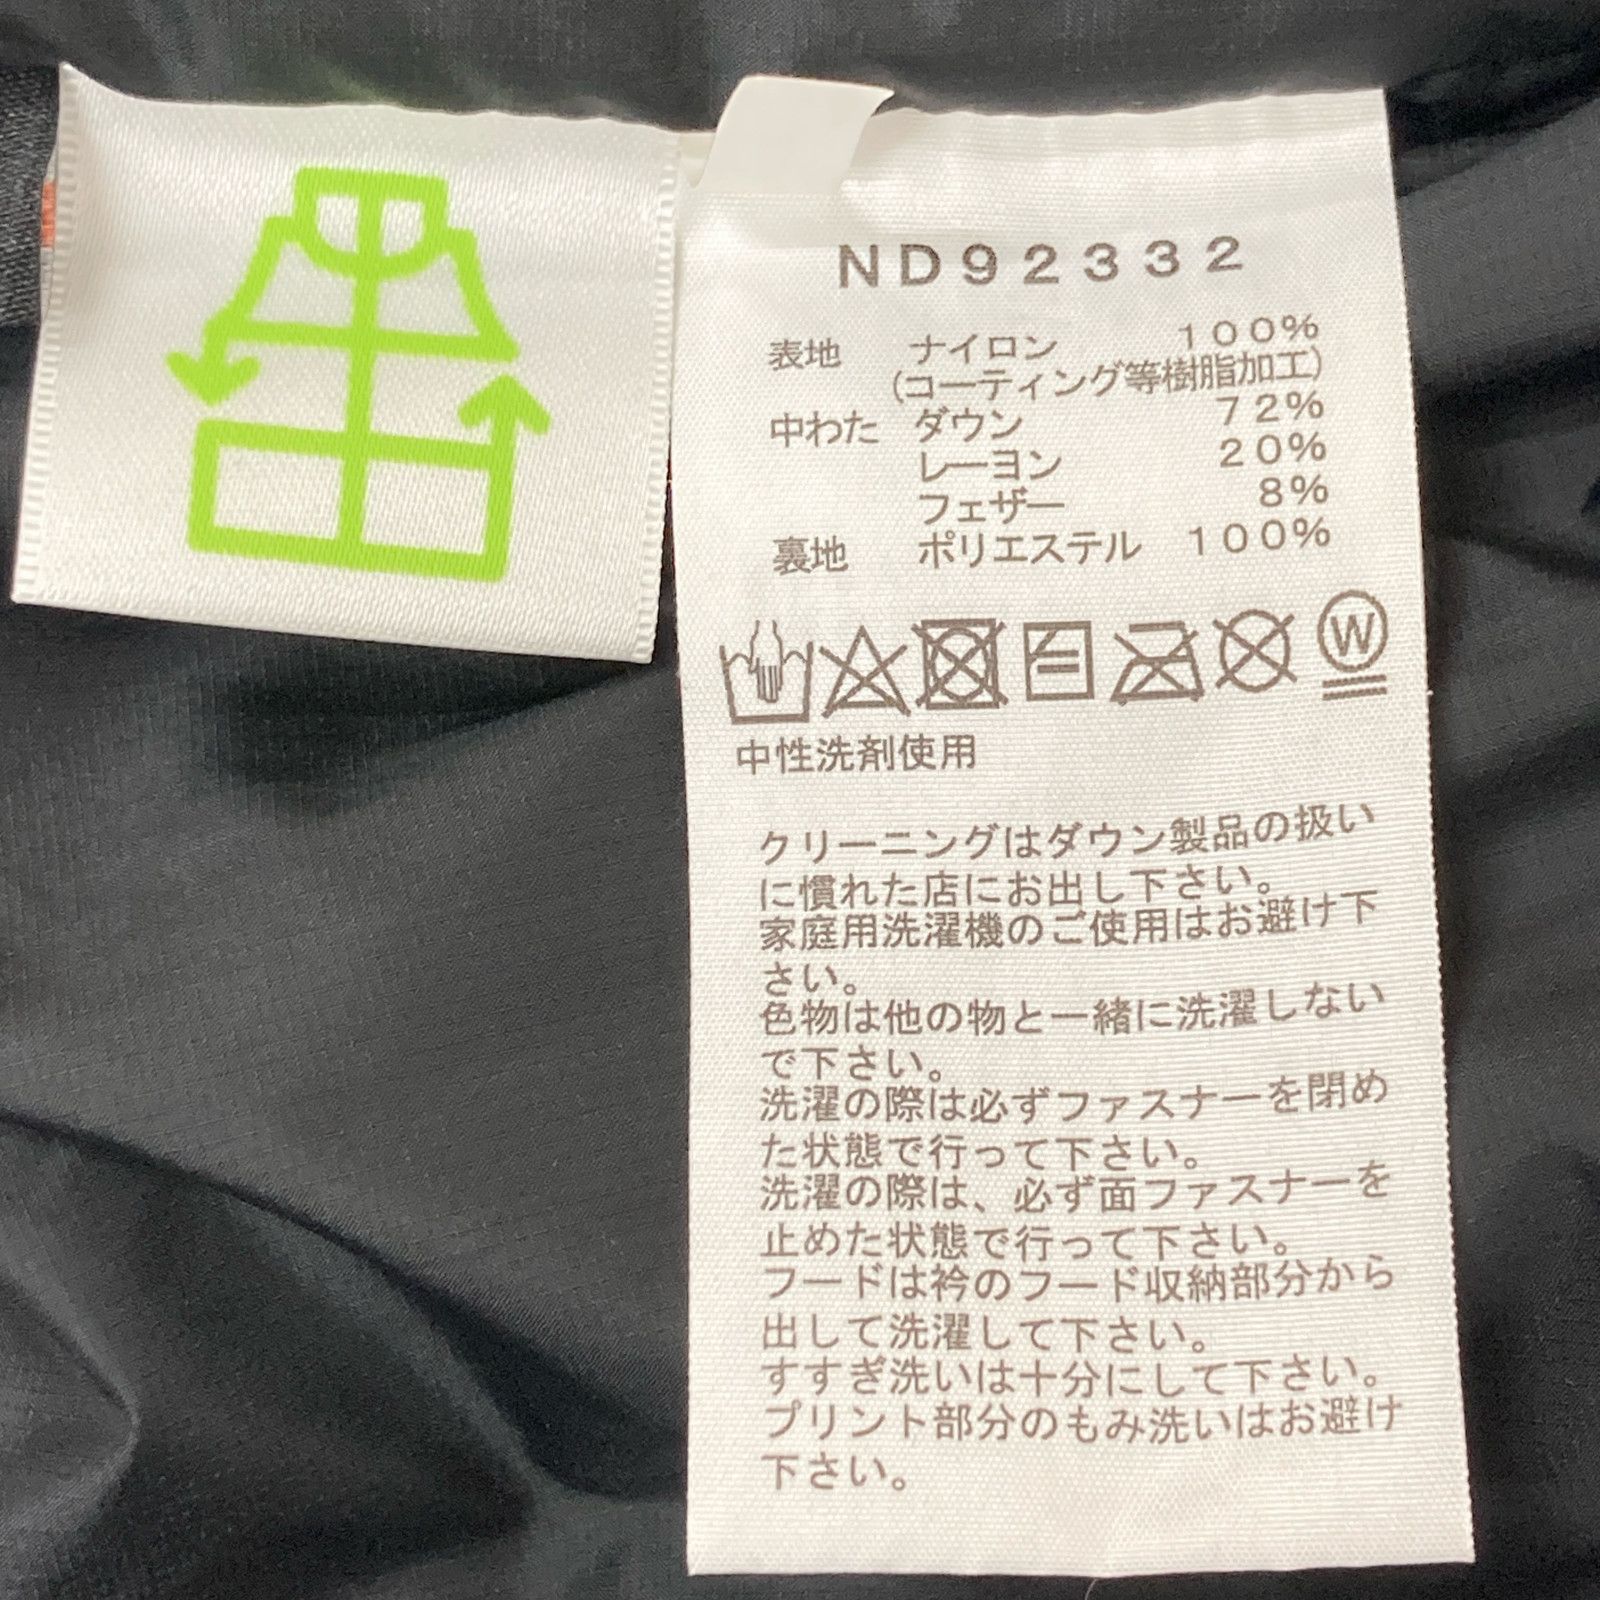 ND92332
表地 ナイロン 100%
(コーティング等樹脂加工)
中わた ダウン 72%
レーヨン 20%
フェザー 8%
裏地 ポリエステル 100%
W
中性洗剤使用
クリーニングはダウン製品の扱い
に慣れた店にお出し下さい。
家庭用洗濯機のご使用はお避け下
さい。
色物は他の物と一緒に洗濯しない
で下さい。
洗濯の際は必ずファスナーを閉め
た状態で行って下さい。
洗濯の際は、必ず面ファスナーを
止めた状態で行って下さい。
フードは衿のフード収納部分から
出して洗濯して下さい。
すすぎ洗いは十分にして下さい。
プリント部分のもみ洗いはお避け
下さい。